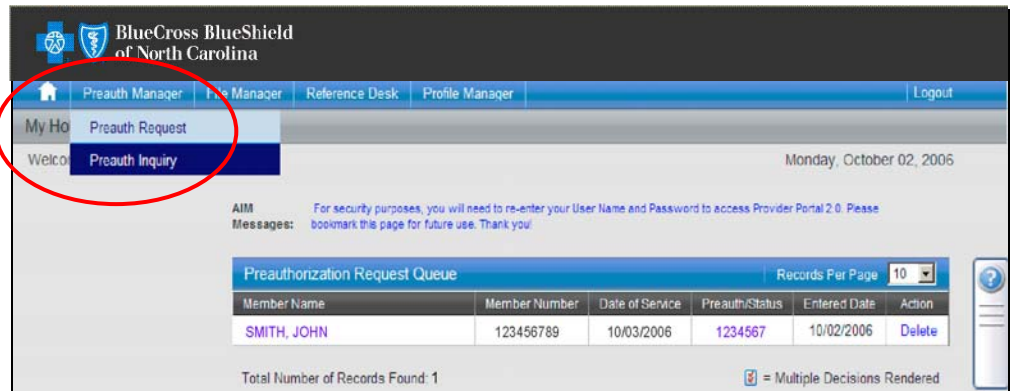 BlueCross BlueShield
of North Carolina
Preauth Manager File Manager Reference Desk Profile Manager Logout
My Ho
Preauth Request
Welco
Preauth Inquiry
Monday, October 02, 2006
AIM Messages: For security purposes, you will need to re-enter your User Name and Password to access Provider Portal 2.0. Please
bookmark this page for future use. Thank you!
Preauthorization Request Queue Records Per Page 10
Member Name Member Number Date of Service Preauth/Status Entered Date Action
SMITH, JOHN 123456789 10/03/2006 1234567 10/02/2006 Delete
Total Number of Records Found: 1 = Multiple Decisions Rendered